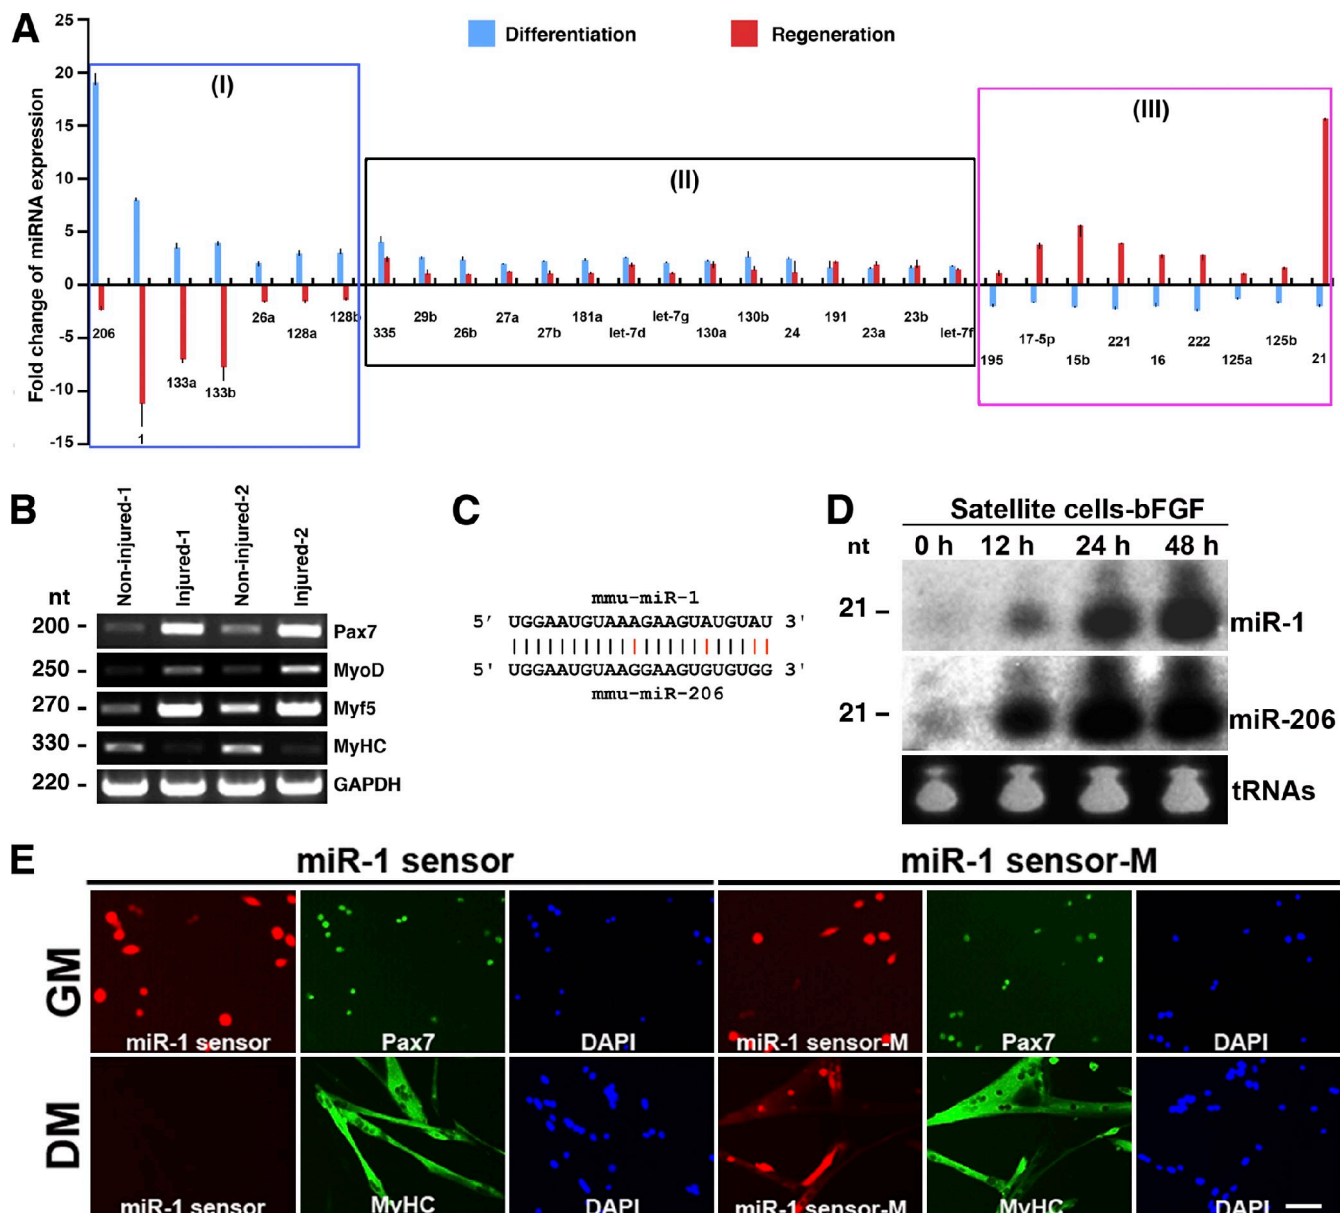 A
Differentiation
Regeneration
Fold change of miRNA expression
25
20
15
10
5
0
-5
-10
-15
(I)
(II)
(III)
206
1
133a
133b
26a
128a
128b
335
29b
26b
27a
27b
181a
let-7d
let-7g
130a
130b
24
191
23a
23b
let-7f
195
17-5p
15b
221
16
222
125a
125b
21
B
Non-injured-1
Injured-1
Non-injured-2
Injured-2
nt
200 - Pax7
250 - MyoD
270 - Myf5
330 - MyHC
220 - GAPDH
C
mmu-miR-1
5' UGGAAUGUAAAGAAGUAUGUAU 3'
5' UGGAAUGUAAGGAAGUGUGUGG 3'
mmu-miR-206
D
Satellite cells-bFGF
nt 0 h 12 h 24 h 48 h
21 – miR-1
21 – miR-206
tRNAs
E
miR-1 sensor miR-1 sensor-M
GM
miR-1 sensor Pax7 DAPI miR-1 sensor-M Pax7 DAPI
DM
miR-1 sensor MyHC DAPI miR-1 sensor-M MyHC DAPI